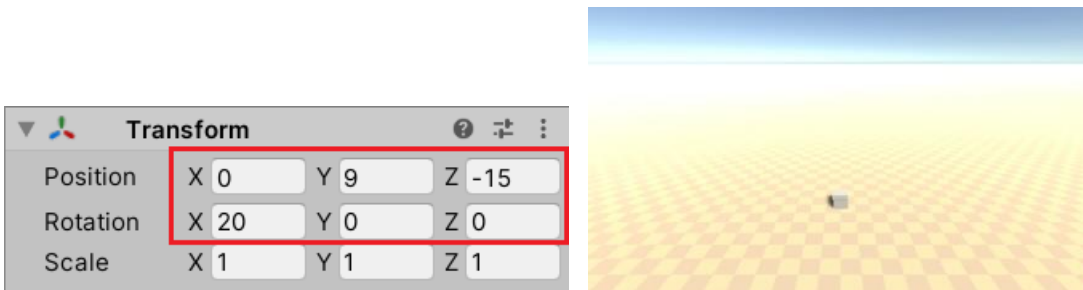 Transform
Position X 0 Y 9 Z -15
Rotation X 20 Y 0 Z 0
Scale X 1 Y 1 Z 1